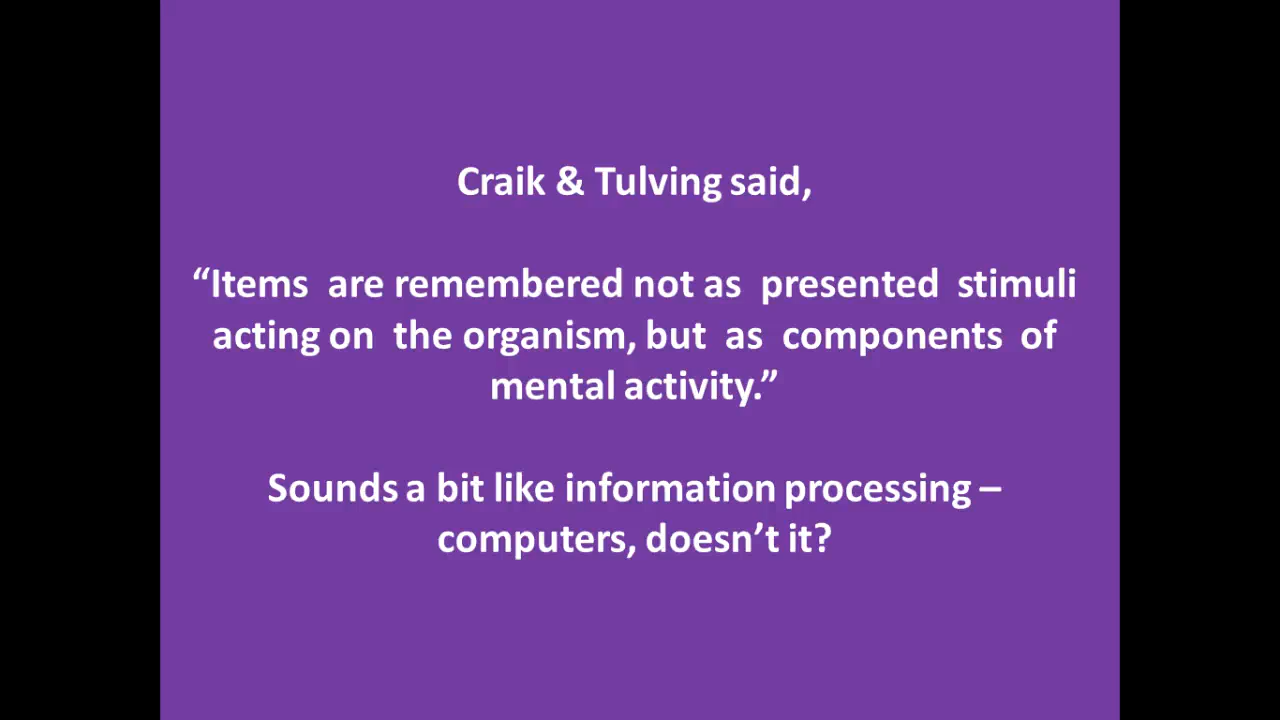 Craik & Tulving said,
“Items are remembered not as presented stimuli
acting on the organism, but as components of
mental activity.”
Sounds a bit like information processing –
computers, doesn’t it?